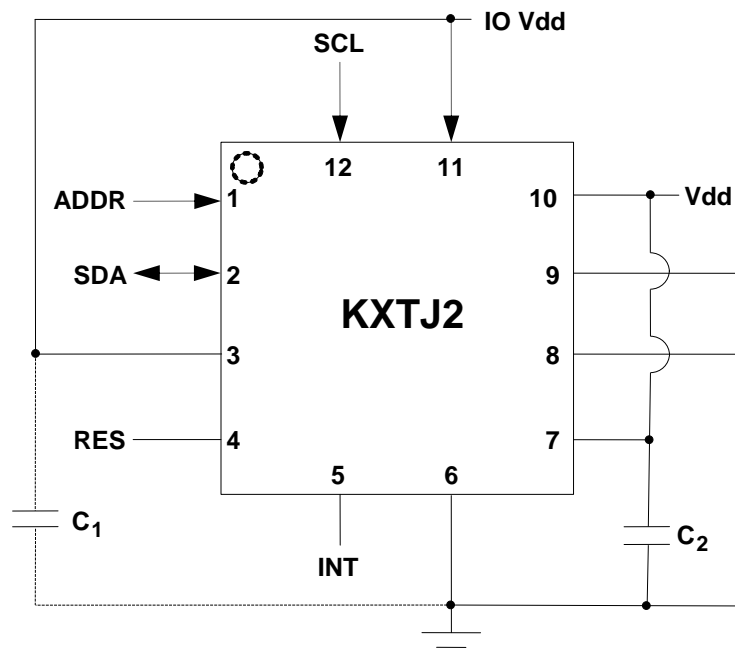 IO Vdd
SCL
12 11
ADDR 1 10 Vdd
SDA 2 9
KXTJ2
3 8
RES 4 7
5 6
C1 C2
INT